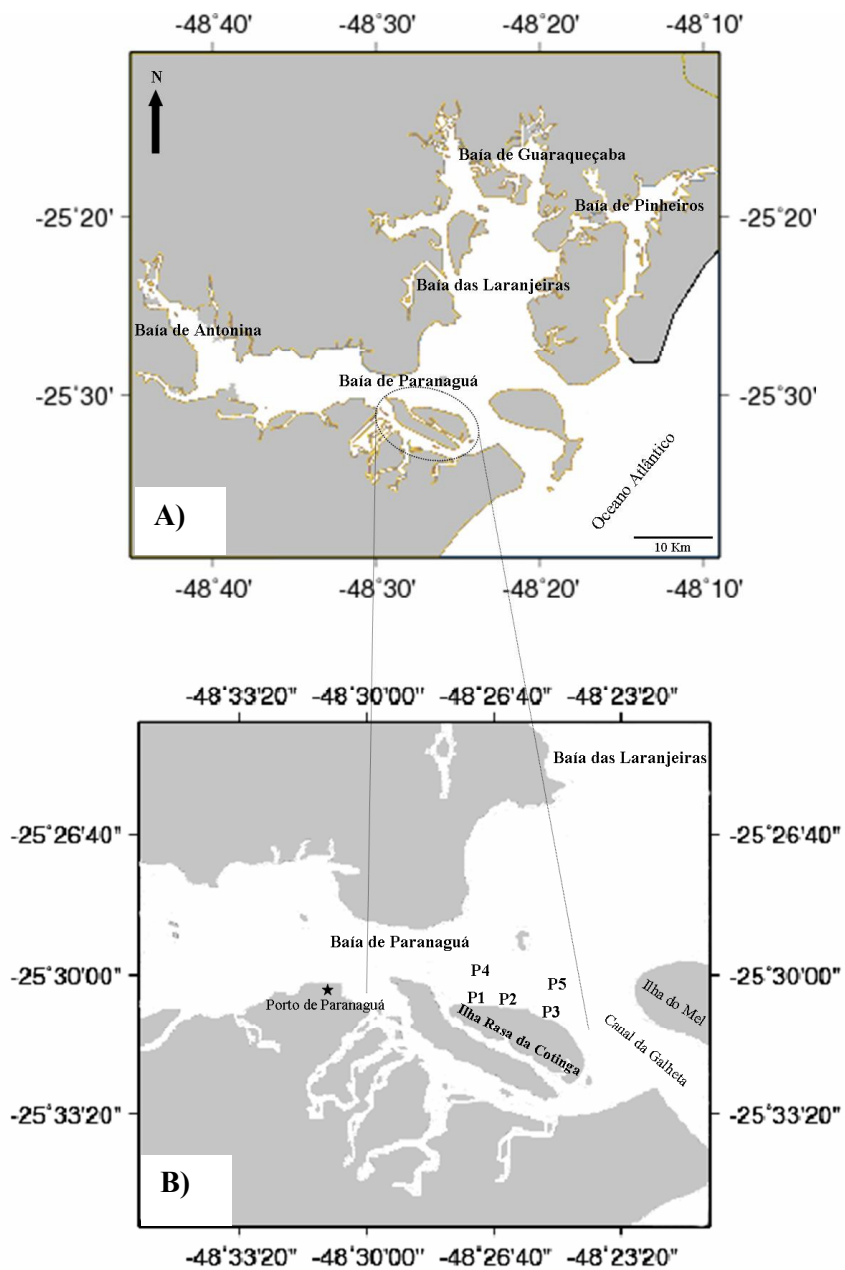 -48°40' -48°30' -48°20' -48°10'
N
Baía de Guaraqueçaba
Baía de Pinheiros
-25°20' -25°20'
Baía das Laranjeiras
Baía de Antonina
Baía de Paranaguá
-25°30' -25°30'
Oceano Atlântico
A)
10 Km
-48°40' -48°30' -48°20' -48°10'
-48°33'20" -48°30'00" -48°26'40" -48°23'20"
Baía das Laranjeiras
-25°26'40" -25°26'40"
Baía de Paranaguá
P4
-25°30'00" -25°30'00"
P5
Ilha do Mel
P1 P2
Porto de Paranaguá
P3
Ilha Rasa da Cotinga
Canal da Galheta
-25°33'20" -25°33'20"
B)
-48°33'20" -48°30'00" -48°26'40" -48°23'20"